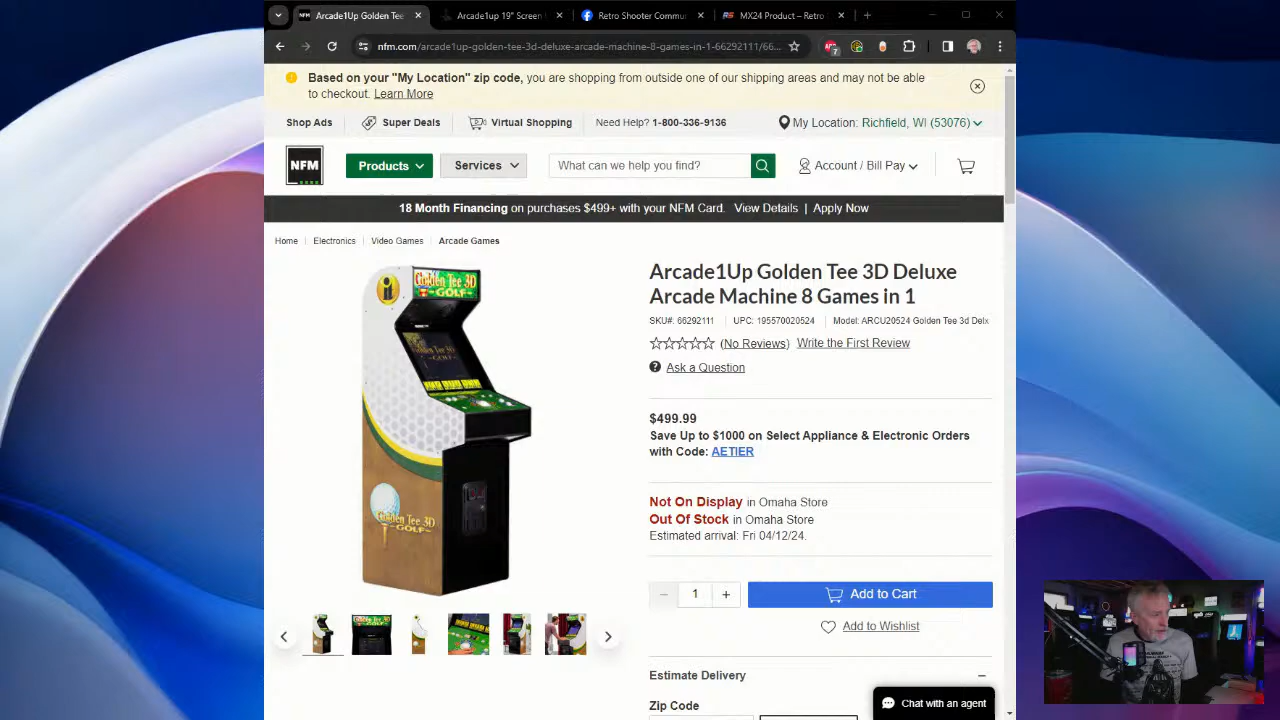 Arcade1Up Golden Tee
Arcade1up 19" Screen
Retro Shooter Commu
MX24 Product – Retro
nfm.com/arcade1up-golden-tee-3d-deluxe-arcade-machine-8-games-in-1-66292111/66...
7
Based on your "My Location" zip code, you are shopping from outside one of our shipping areas and may not be able
to checkout. Learn More
Shop Ads
Super Deals
Virtual Shopping
Need Help? 1-800-336-9136
My Location: Richfield, WI (53076)
NFM
Products
Services
What can we help you find?
Account / Bill Pay
18 Month Financing on purchases $499+ with your NFM Card. View Details | Apply Now
Home
Electronics
Video Games
Arcade Games
Golden Tee 3D
GOLF
Golden Tee 3D
GOLF
Arcade1Up Golden Tee 3D Deluxe
Arcade Machine 8 Games in 1
SKU#: 66292111
UPC: 195570020524
Model: ARCU20524 Golden Tee 3d Delx
(No Reviews) Write the First Review
Ask a Question
$499.99
Save Up to $1000 on Select Appliance & Electronic Orders
with Code: AETIER
Not On Display in Omaha Store
Out Of Stock in Omaha Store
Estimated arrival: Fri 04/12/24.
1
Add to Cart
Add to Wishlist
Estimate Delivery
Zip Code
Chat with an agent